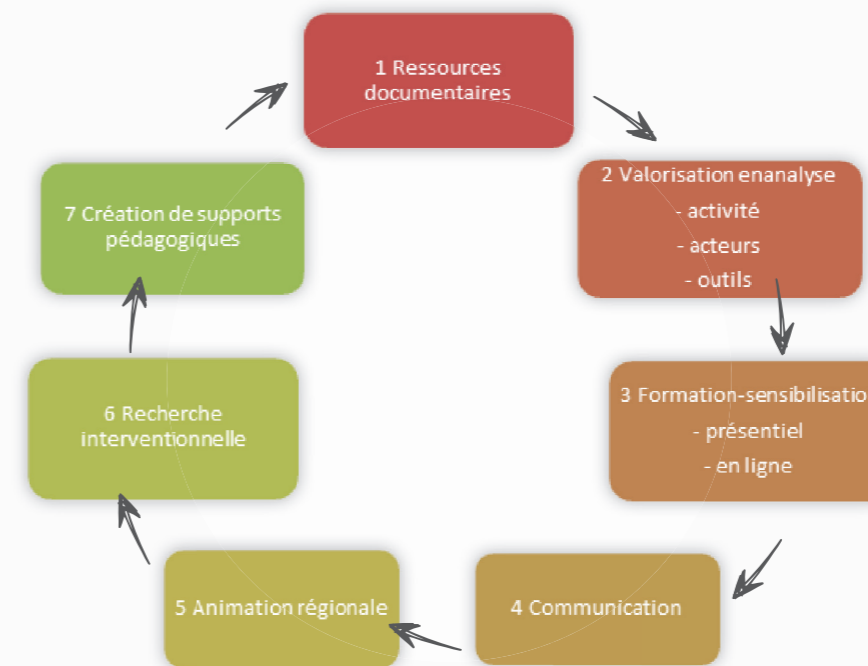 1 Ressources
documentaires
2 Valorisation enanalyse
- activité
- acteurs
- outils
3 Formation-sensibilisatio
- présentiel
- en ligne
4 Communication
5 Animation régionale
6 Recherche
interventionnelle
7 Création de supports
pédagogiques